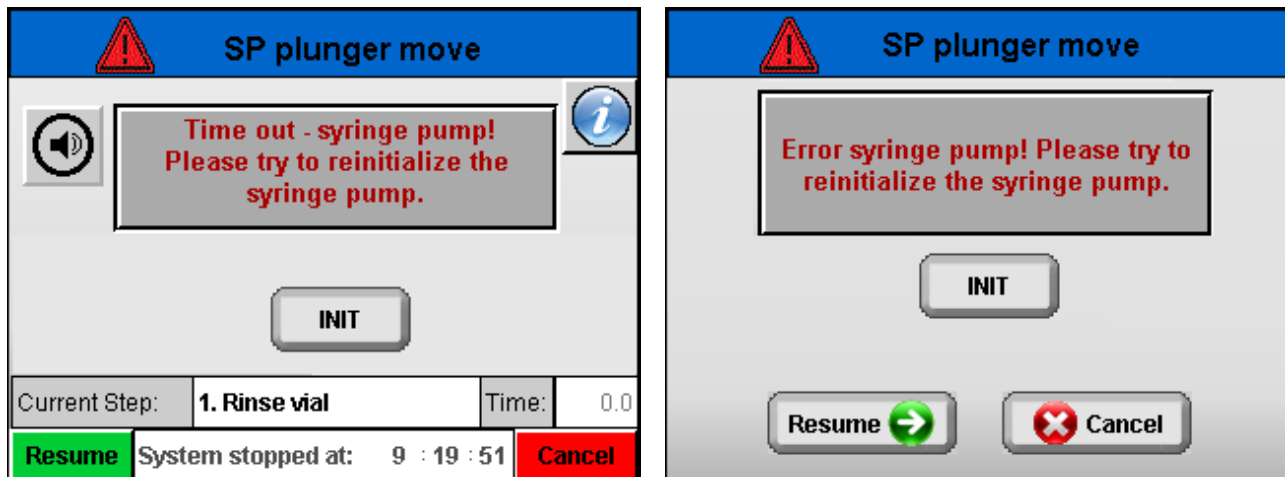 SP plunger move
Time out - syringe pump!
Please try to reinitialize the
syringe pump.
INIT
Current Step: 1. Rinse vial Time: 0.0
Resume System stopped at: 9 : 19 : 51 Cancel
SP plunger move
Error syringe pump! Please try to
reinitialize the syringe pump.
INIT
Resume Cancel